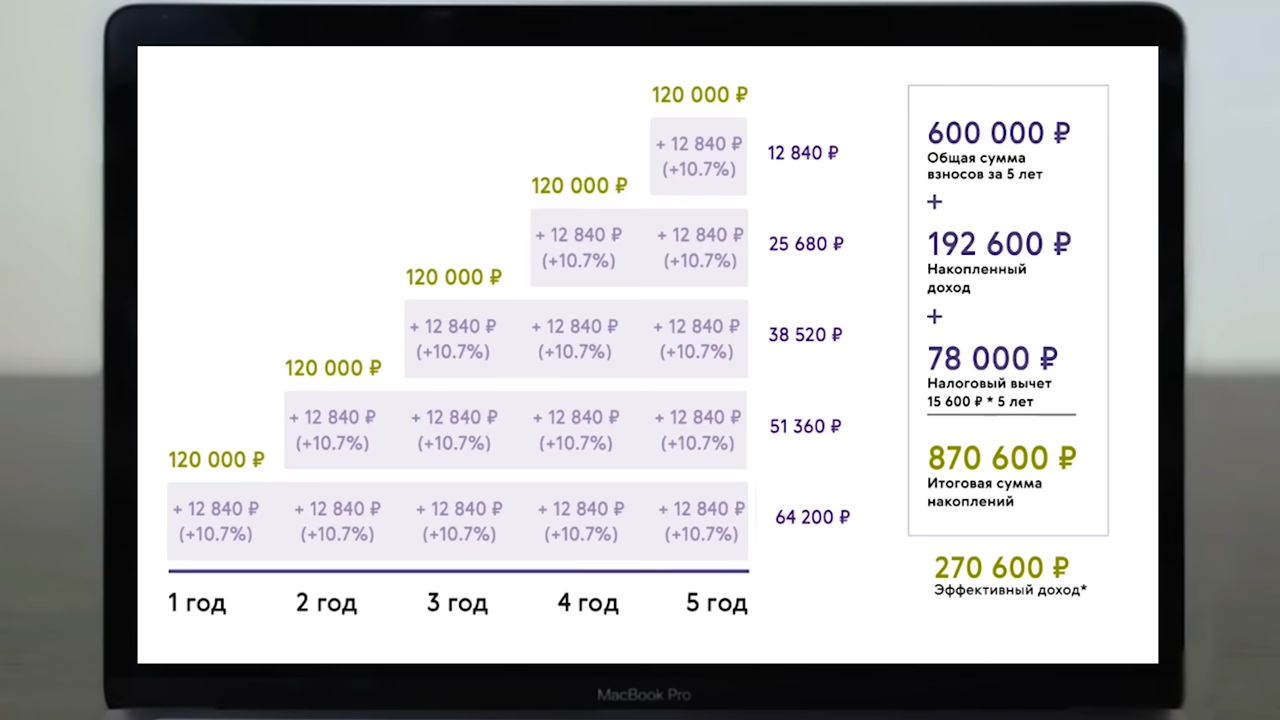 120 000 ₽
+ 12 840 ₽
(+10.7%)
12 840 ₽
120 000 ₽
+ 12 840 ₽ + 12 840 ₽
(+10.7%) (+10.7%)
25 680 ₽
120 000 ₽
+ 12 840 ₽ + 12 840 ₽ + 12 840 ₽
(+10.7%) (+10.7%) (+10.7%)
38 520 ₽
120 000 ₽
+ 12 840 ₽ + 12 840 ₽ + 12 840 ₽ + 12 840 ₽
(+10.7%) (+10.7%) (+10.7%) (+10.7%)
51 360 ₽
120 000 ₽
+ 12 840 ₽ + 12 840 ₽ + 12 840 ₽ + 12 840 ₽ + 12 840 ₽
(+10.7%) (+10.7%) (+10.7%) (+10.7%) (+10.7%)
64 200 ₽
1 год 2 год 3 год 4 год 5 год
600 000 ₽
Общая сумма
взносов за 5 лет
+
192 600 ₽
Накопленный
доход
+
78 000 ₽
Налоговый вычет
15 600 ₽ * 5 лет
870 600 ₽
Итоговая сумма
накоплений
270 600 ₽
Эффективный доход*
MacBook Pro